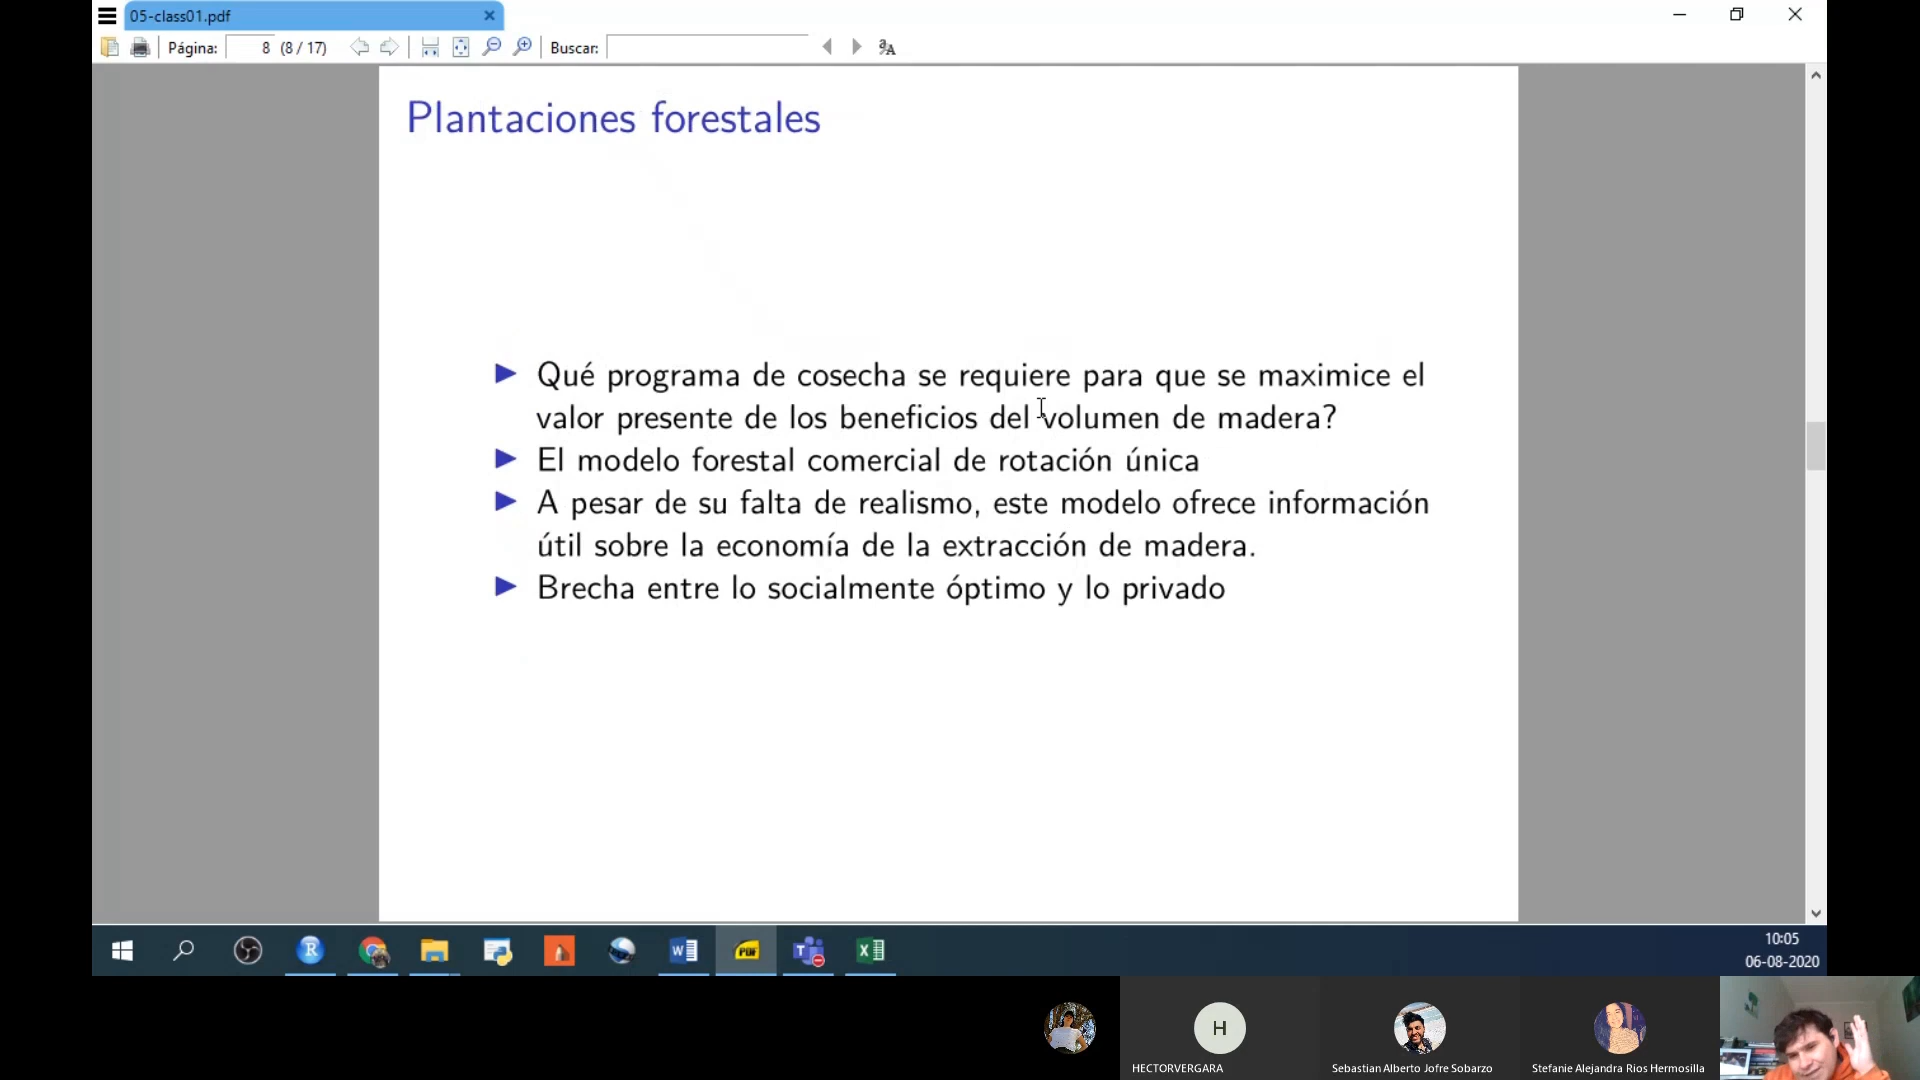 05-class01.pdf
Página: 8 (8 / 17) Buscar:
Plantaciones forestales
Qué programa de cosecha se requiere para que se maximice el
valor presente de los beneficios del volumen de madera?
El modelo forestal comercial de rotación única
A pesar de su falta de realismo, este modelo ofrece información
útil sobre la economía de la extracción de madera.
Brecha entre lo socialmente óptimo y lo privado
10:05
06-08-2020
H
HECTORVERGARA
Sebastian Alberto Jofre Sobarzo
Stefanie Alejandra Rios Hermosilla